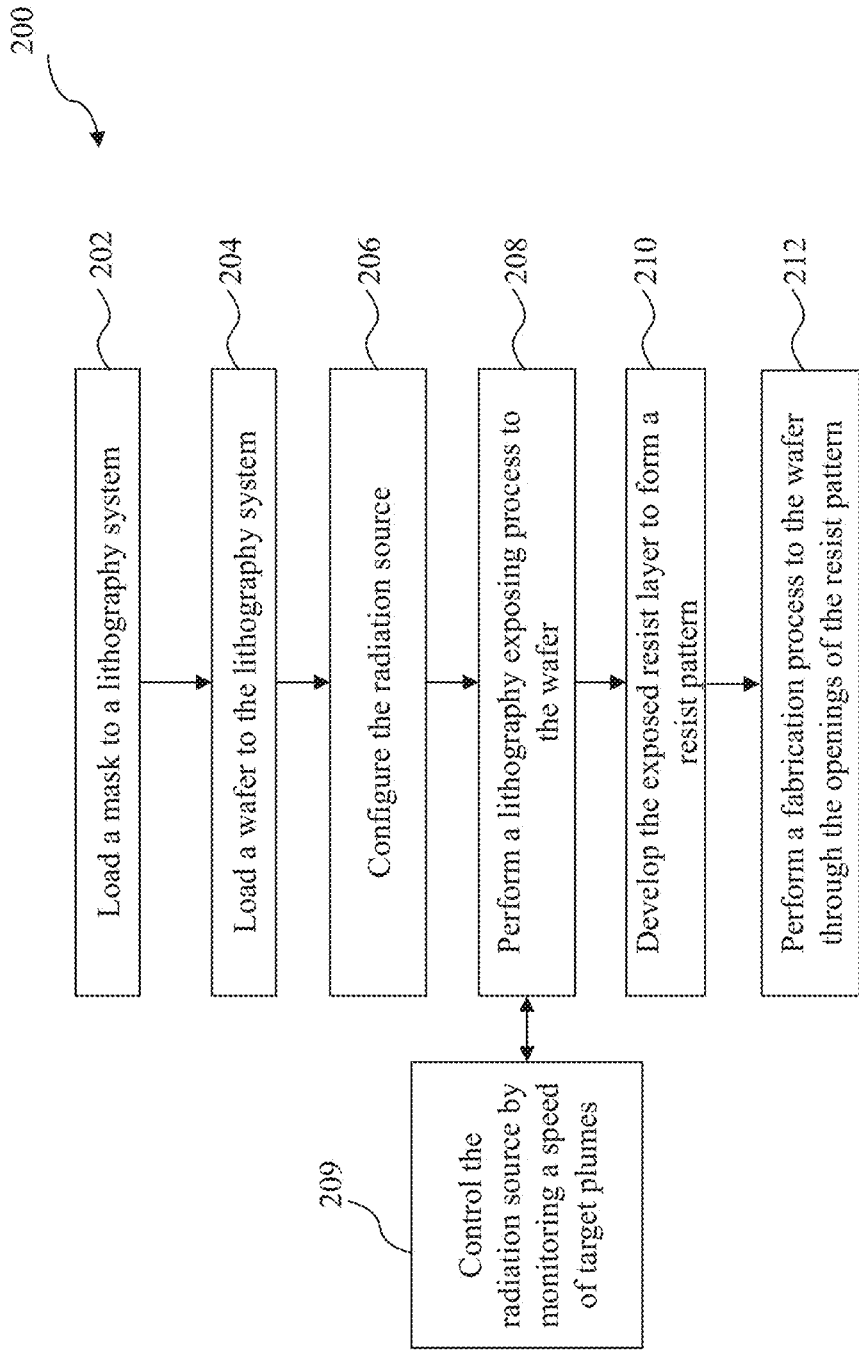 200
Load a mask to a lithography system
202
Load a wafer to the lithography system
204
Configure the radiation source
206
Perform a lithography exposing process to
the wafer
208
Control the
radiation source by
monitoring a speed
of target plumes
209
Develop the exposed resist layer to form a
resist pattern
210
Perform a fabrication process to the wafer
through the openings of the resist pattern
212